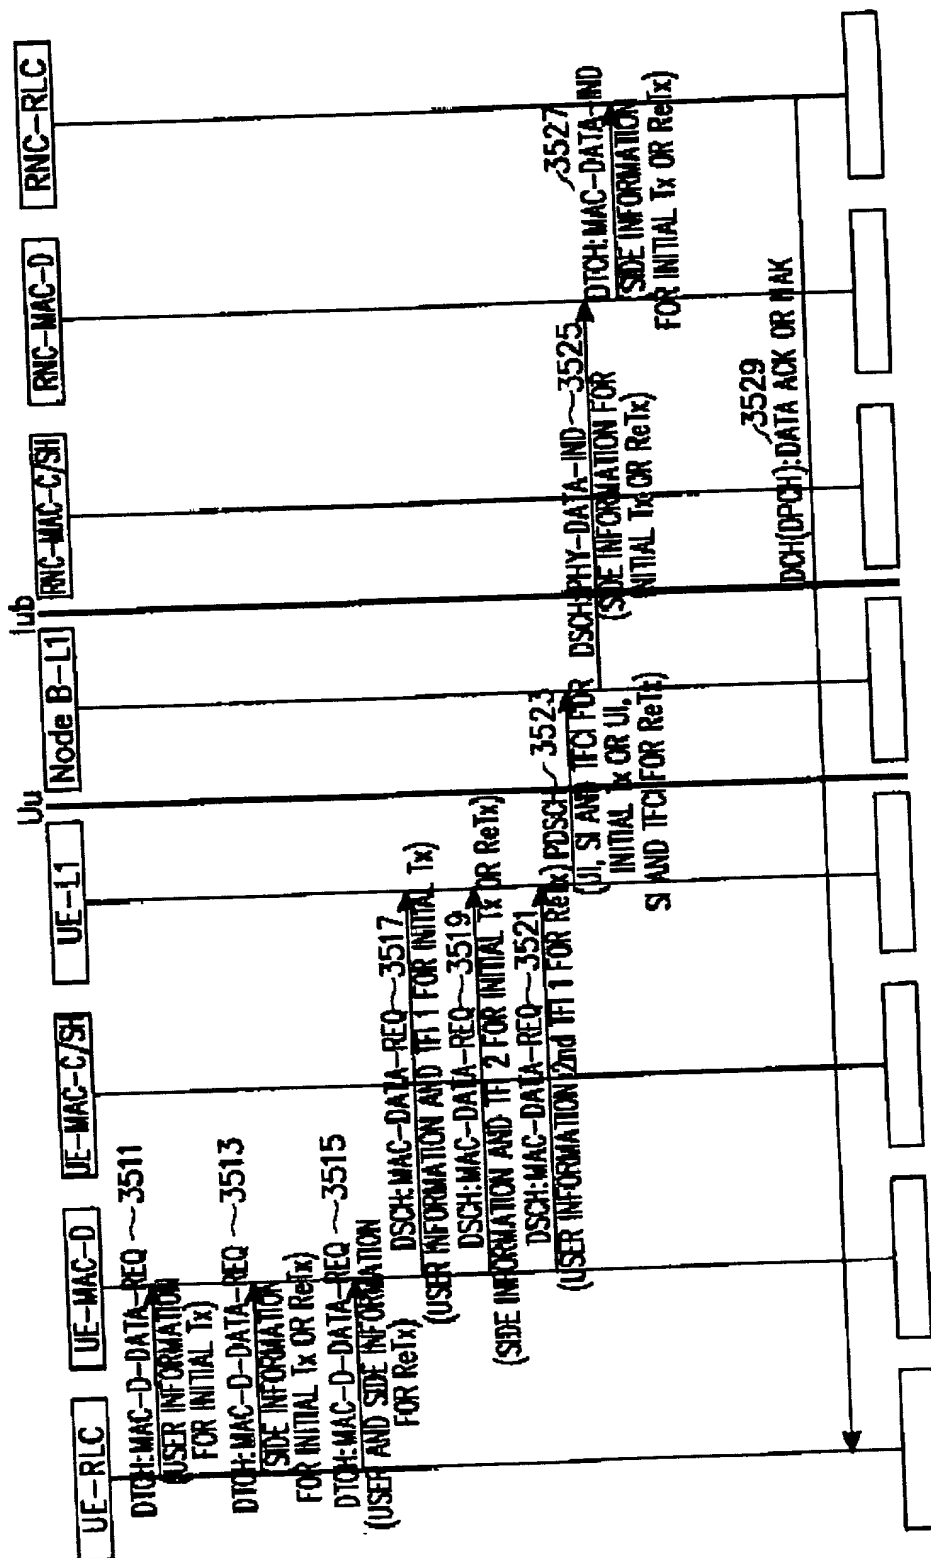 UE-RLC
UE-MAC-D
UE-MAC-C/SH
UE-L1
Uu
Node B-L1
Iub
RNC-MAC-C/SH
RNC-MAC-D
RNC-RLC
DTCH:MAC-D-DATA-REQ ~3511
(USER INFORMATION
FOR INITIAL Tx)
DTCH:MAC-D-DATA-REQ ~3513
(SIDE INFORMATION
FOR INITIAL Tx OR ReTx)
DTCH:MAC-D-DATA-REQ ~3515
(USER AND SIDE INFORMATION
FOR ReTx)
DSCH:MAC-DATA-REQ ~3517
(USER INFORMATION AND TFI 1 FOR INITIAL Tx)
DSCH:MAC-DATA-REQ ~3519
(SIDE INFORMATION AND TFI 2 FOR INITIAL Tx OR ReTx)
DSCH:MAC-DATA-REQ ~3521
(USER INFORMATION 2nd TFI 1 FOR ReTx)
PDSCH 3523
(UI, SI AND TFCI FOR
INITIAL Tx OR UI,
SI AND TFCI FOR ReTx)
DSCH:PHY-DATA-IND ~3525
(SIDE INFORMATION FOR
INITIAL Tx OR ReTx)
3527
DTCH:MAC-DATA-IND
(SIDE INFORMATION
FOR INITIAL Tx OR ReTx)
3529
DCH(DPCH):DATA ACK OR NAK